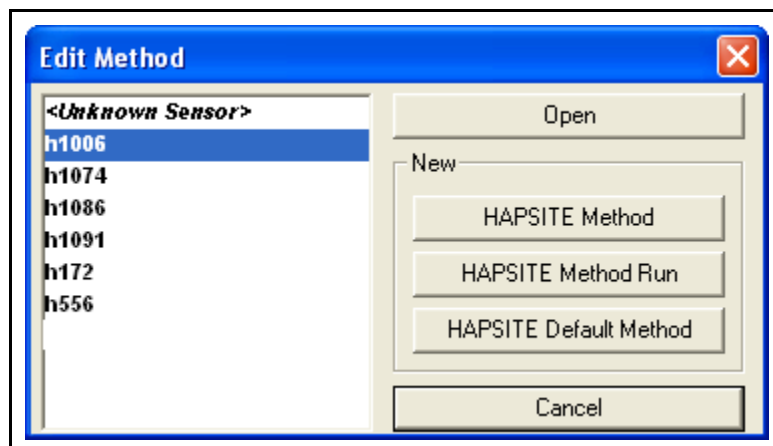 Edit Method
<Unknown Sensor>
h1006
h1074
h1086
h1091
h172
h556
Open
New
HAPSITE Method
HAPSITE Method Run
HAPSITE Default Method
Cancel